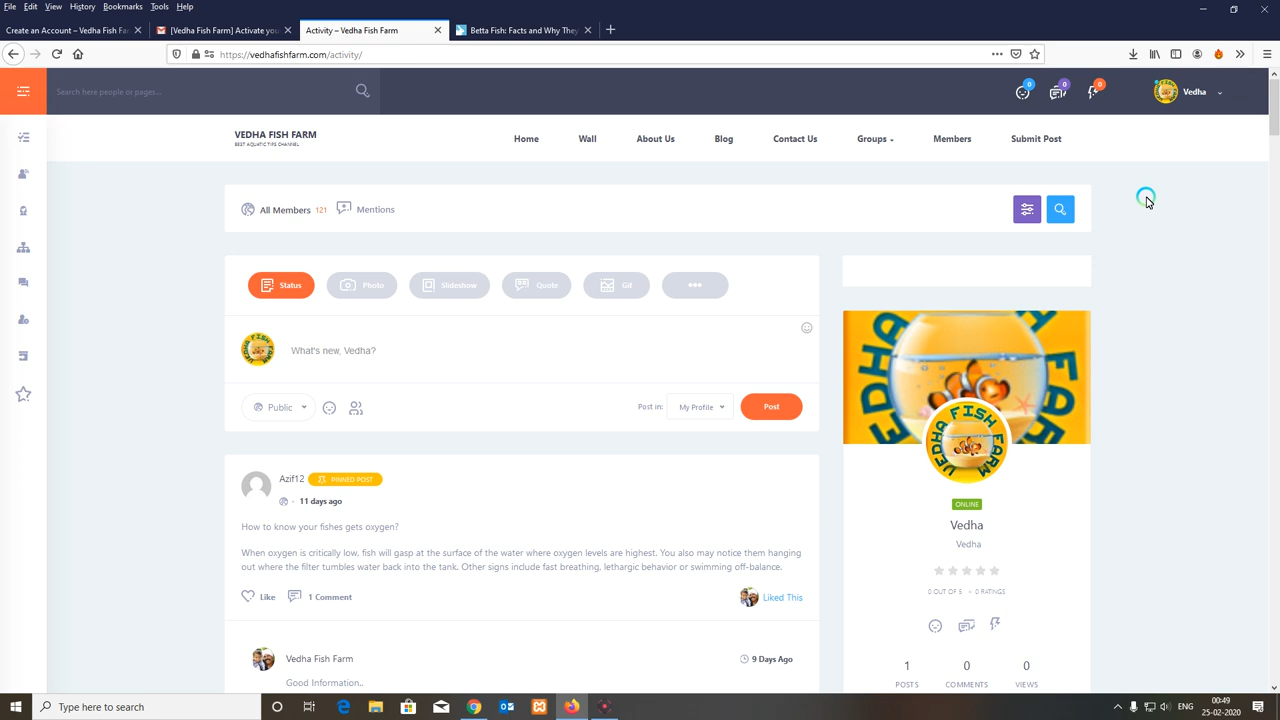 File Edit View History Bookmarks Tools Help
Create an Account – Vedha Fish Fa
[Vedha Fish Farm] Activate you
Activity – Vedha Fish Farm
Betta Fish: Facts and Why They
https://vedhafishfarm.com/activity/
Search here people or pages...
0 0 0
Vedha
VEDHA FISH FARM
BEST AQUATIC TIPS CHANNEL
Home Wall About Us Blog Contact Us Groups Members Submit Post
All Members 121 Mentions
Status Photo Slideshow Quote Gif •••
What's new, Vedha?
Public
Post in: My Profile Post
VEDHA FISH FARM
ONLINE
Vedha
Vedha
0 OUT OF 5 • 0 RATINGS
1 0 0
POSTS COMMENTS VIEWS
Azif12 PINNED POST
11 days ago
How to know your fishes gets oxygen?
When oxygen is critically low, fish will gasp at the surface of the water where oxygen levels are highest. You also may notice them hanging
out where the filter tumbles water back into the tank. Other signs include fast breathing, lethargic behavior or swimming off-balance.
Like 1 Comment Liked This
Vedha Fish Farm 9 Days Ago
Good Information..
Type here to search
ENG
00:49
25-02-2020